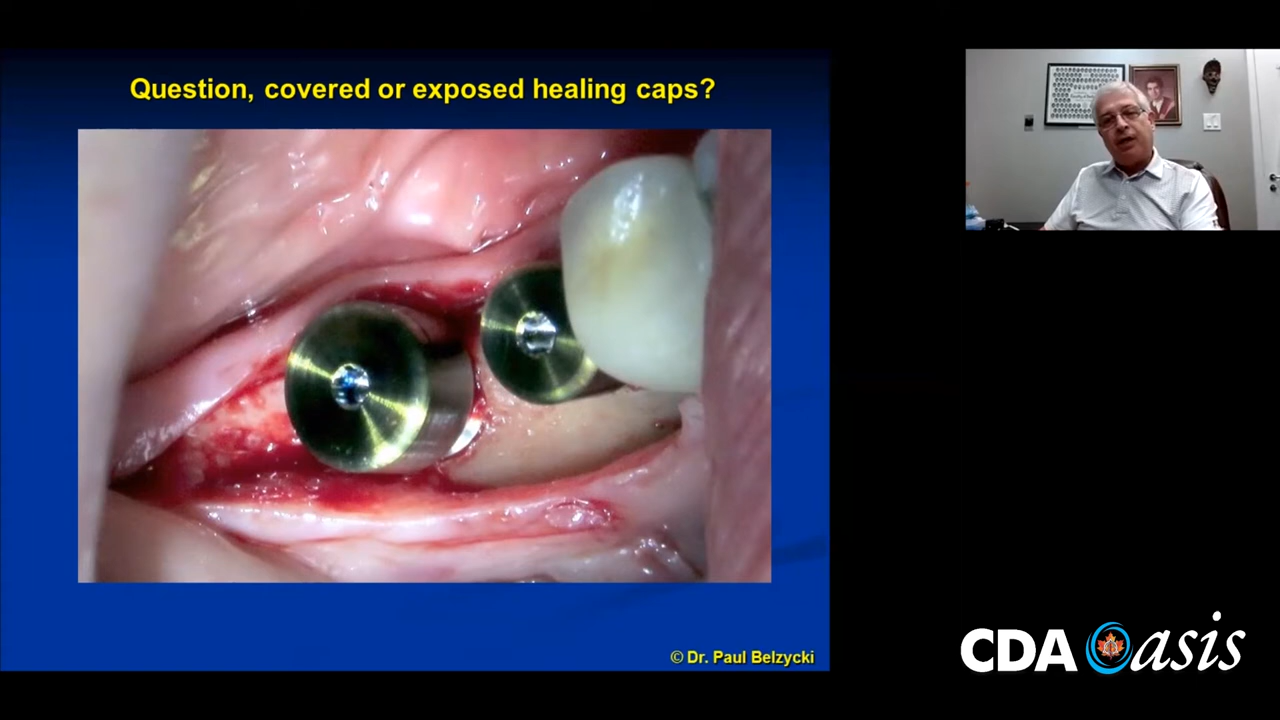 Question, covered or exposed healing caps?
© Dr. Paul Belzycki
CDA Oasis